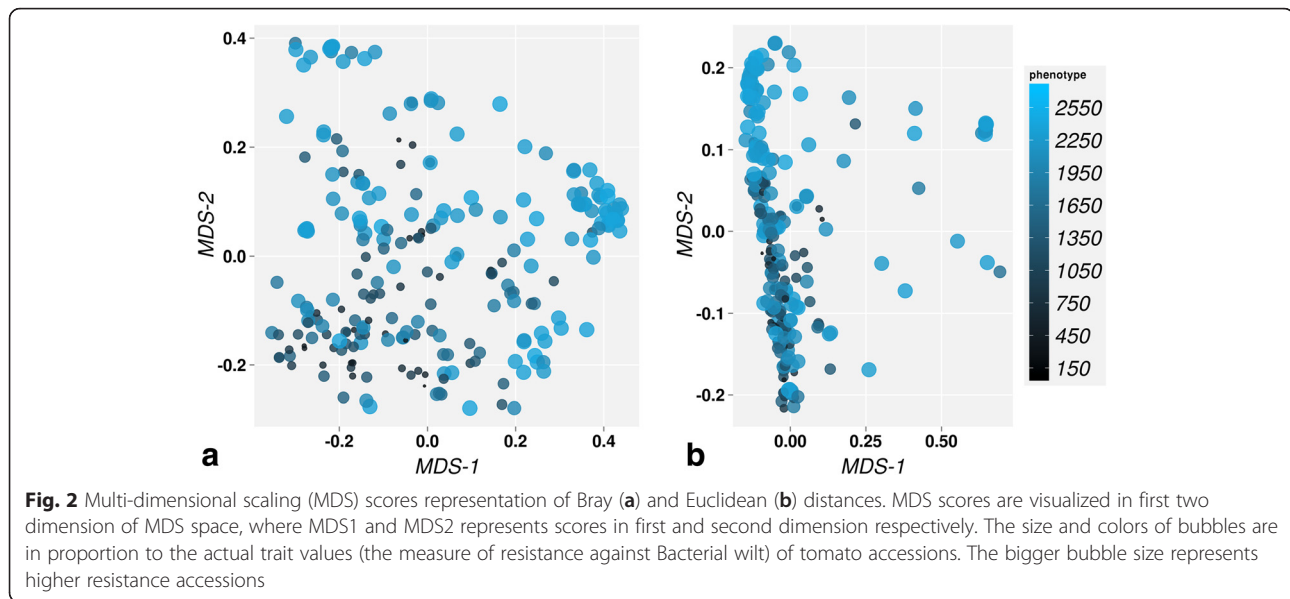 0.4
0.2
0.0
-0.2
MDS-2
-0.2
0.0
0.2
0.4
a
MDS-1
0.2
0.1
0.0
-0.1
-0.2
MDS-2
0.00
0.25
0.50
b
MDS-1
phenotype
2550
2250
1950
1650
1350
1050
750
450
150
Fig. 2 Multi-dimensional scaling (MDS) scores representation of Bray (a) and Euclidean (b) distances. MDS scores are visualized in first two
dimension of MDS space, where MDS1 and MDS2 represents scores in first and second dimension respectively. The size and colors of bubbles are
in proportion to the actual trait values (the measure of resistance against Bacterial wilt) of tomato accessions. The bigger bubble size represents
higher resistance accessions